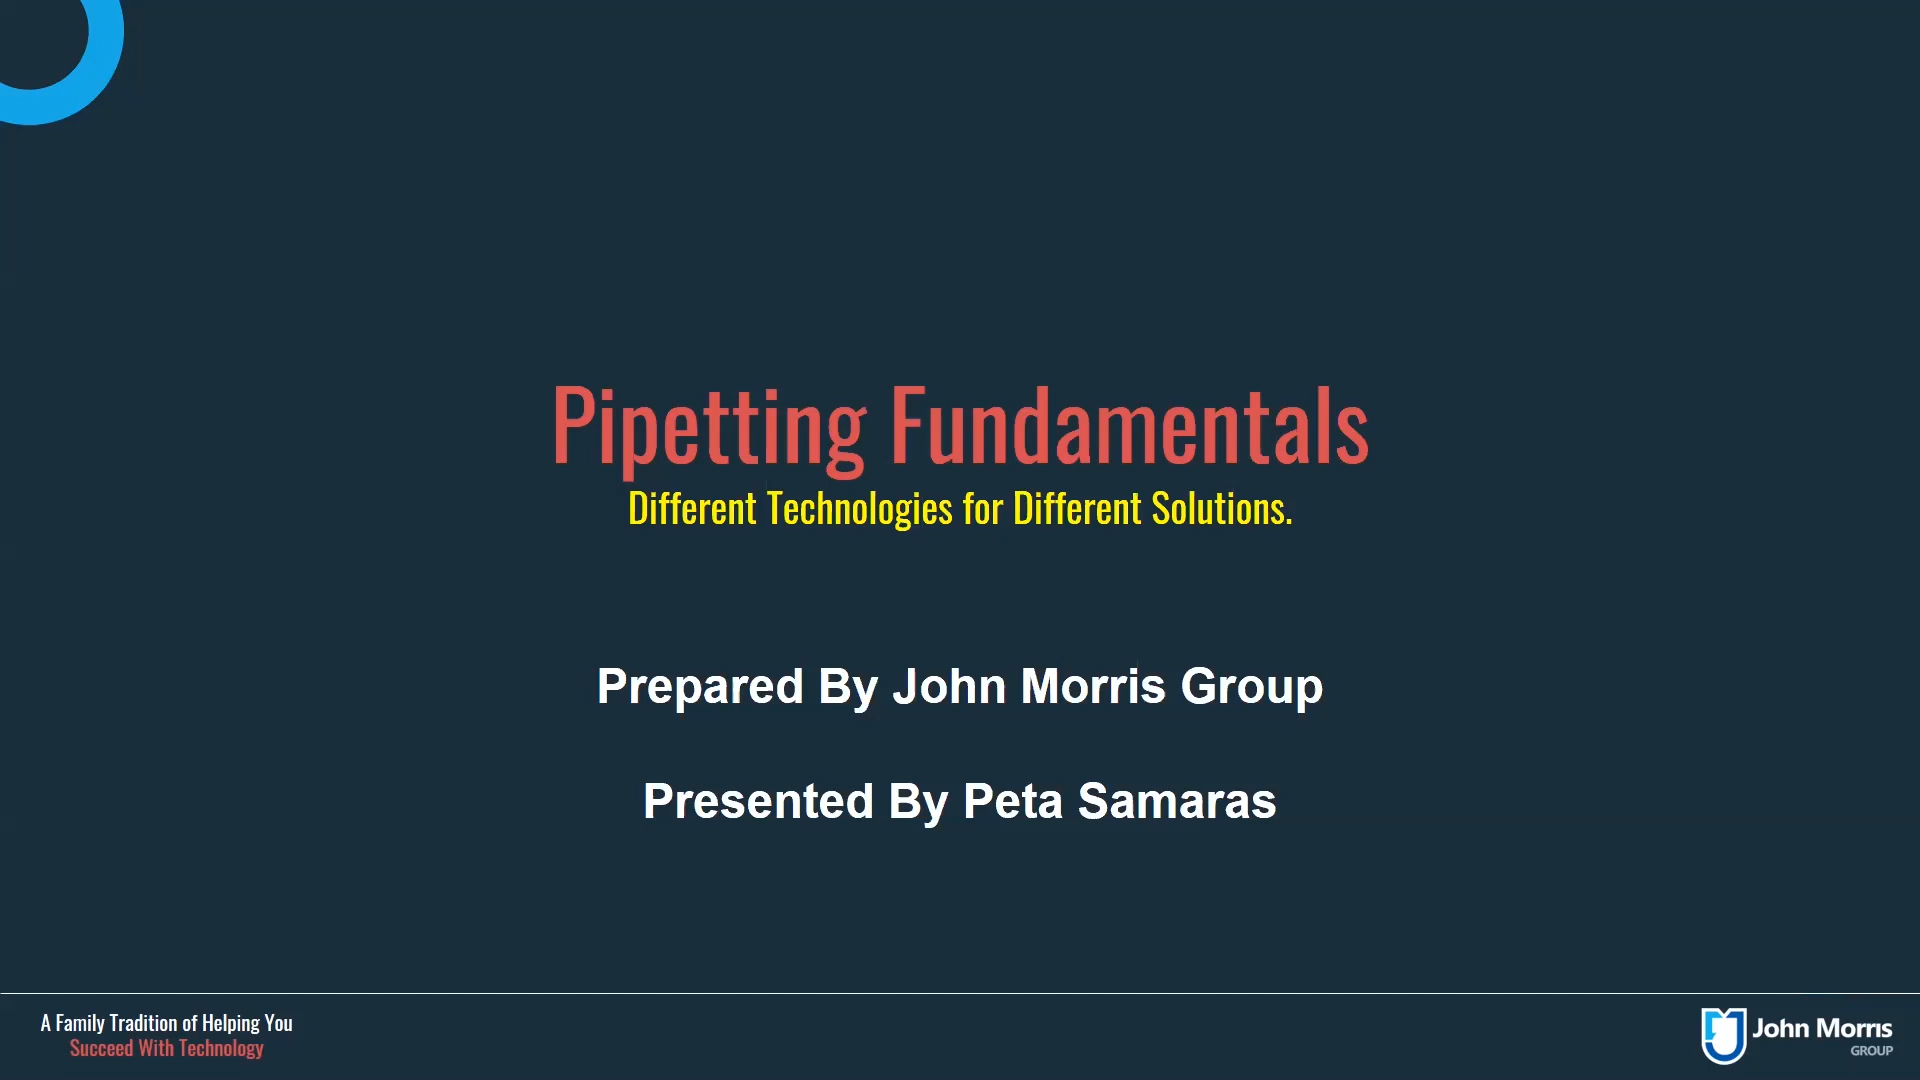 Pipetting Fundamentals
Different Technologies for Different Solutions.
Prepared By John Morris Group
Presented By Peta Samaras
A Family Tradition of Helping You
Succeed With Technology
John Morris
GROUP